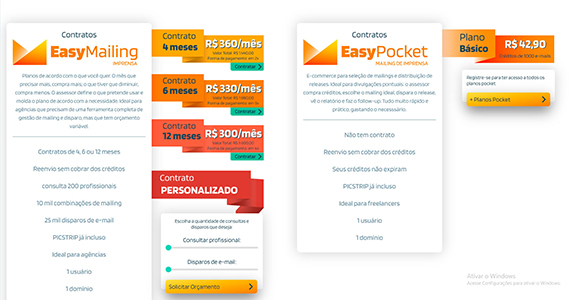 Contratos
EasyMailing
IMPRENSA
Planos de acordo com o que você quer. O mês que
precisar mais, compra mais, o que tiver que diminuir,
compra menos. O assessor define o que pretende usar e
molda o plano de acordo com a necessidade. Ideal para
agências que precisam de uma ferramenta completa de
gestão de mailing e disparo, mas que tem orçamento
variável
Contratos de 4, 6 ou 12 meses
Reenvio sem cobrar dos créditos
consulta 200 profissionais
10 mil combinações de mailing
25 mil disparos de e-mail
PICSTRIP já incluso
Ideal para agências
1 usuário
1 domínio
Contrato
4 meses
R$ 360/mês
Contratar
Contrato
6 meses
R$ 330/mês
Contratar
Contrato
12 meses
R$ 300/mês
Contratar
Contrato
PERSONALIZADO
Escolha a quantidade de consultas e
disparos que deseja
Consultar profissional:
Disparos de e-mail:
Solicitar Orçamento
Contratos
EasyPocket
MAILING DE IMPRENSA
E-commerce para seleção de mailings e distribuição de
releases. Ideal para divulgações pontuais: o assessor
compra créditos, escolhe o mailing ideal, dispara o release,
vê o relatório e faz o follow-up. Tudo muito rápido e
prático, gastando o necessário.
Não tem contrato
Reenvio sem cobrar dos créditos
Seus créditos não expiram
PICSTRIP já incluso
Ideal para freelancers
1 usuário
1 domínio
Plano
Básico
R$ 42,90
créditos de 1000 e-mails
Registre-se para ter acesso a todos os
planos pocket.
+ Planos Pocket
Ativar o Windows
Acesse Configurações para ativar o Windows.